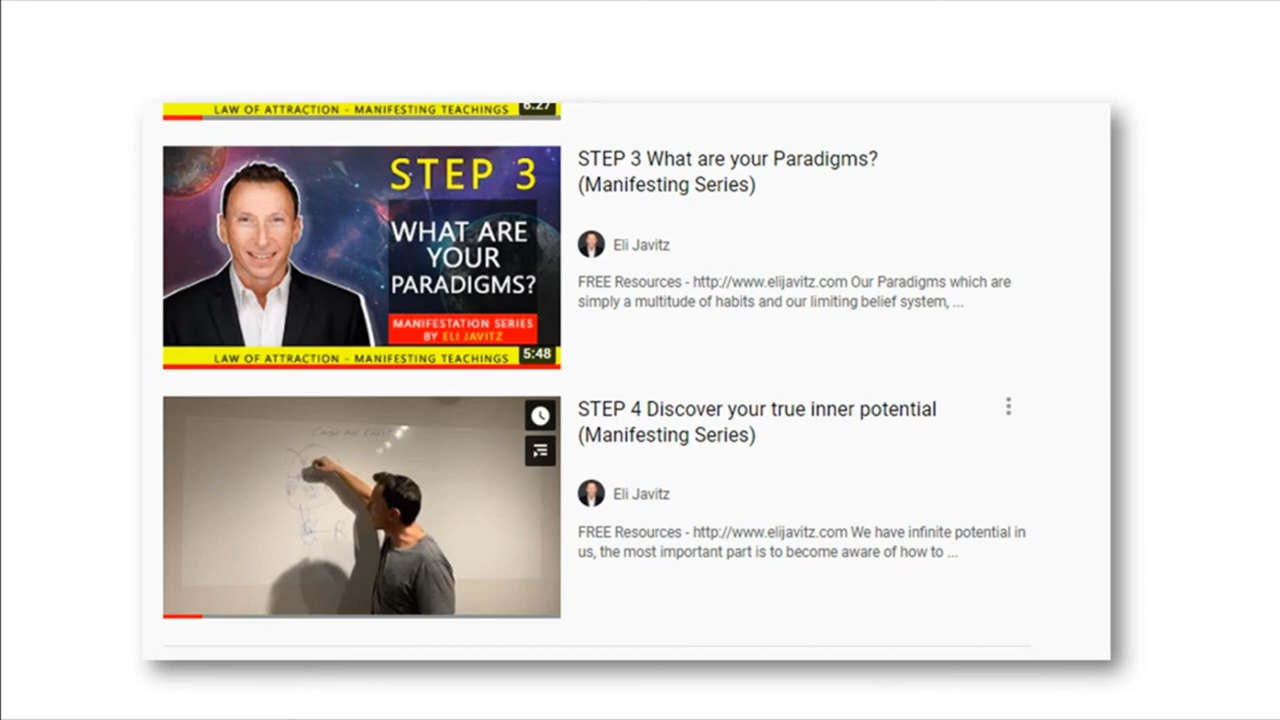 LAW OF ATTRACTION - MANIFESTING TEACHINGS 6:27
STEP 3
WHAT ARE
YOUR
PARADIGMS?
MANIFESTATION SERIES
BY ELI JAVITZ
LAW OF ATTRACTION - MANIFESTING TEACHINGS 5:48
STEP 3 What are your Paradigms?
(Manifesting Series)
Eli Javitz
FREE Resources - http://www.elijavitz.com Our Paradigms which are
simply a multitude of habits and our limiting belief system, ...
STEP 4 Discover your true inner potential
(Manifesting Series)
Eli Javitz
FREE Resources - http://www.elijavitz.com We have infinite potential in
us, the most important part is to become aware of how to ...